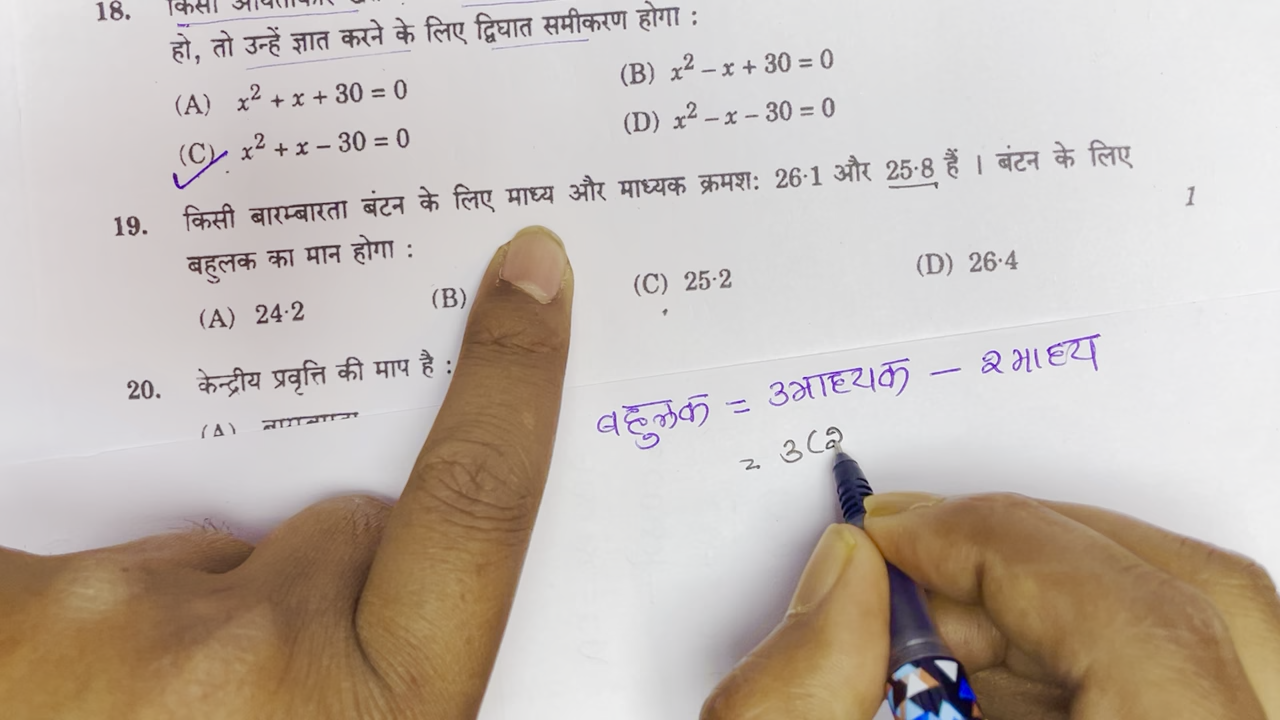 18. किसी
हो, तो उन्हें ज्ञात करने के लिए द्विघात समीकरण होगा :
(A) x² + x + 30 = 0 (B) x² – x + 30 = 0
(C) x² + x – 30 = 0 (D) x² – x – 30 = 0
19. किसी बारम्बारता बंटन के लिए माध्य और माध्यक क्रमश: 26·1 और 25·8 हैं । बंटन के लिए
बहुलक का मान होगा : 1
(A) 24·2 (B) (C) 25·2 (D) 26·4
20. केन्द्रीय प्रवृत्ति की माप है :
(A)
बहुलक = 3माध्यक – 2माध्य
= 3(2